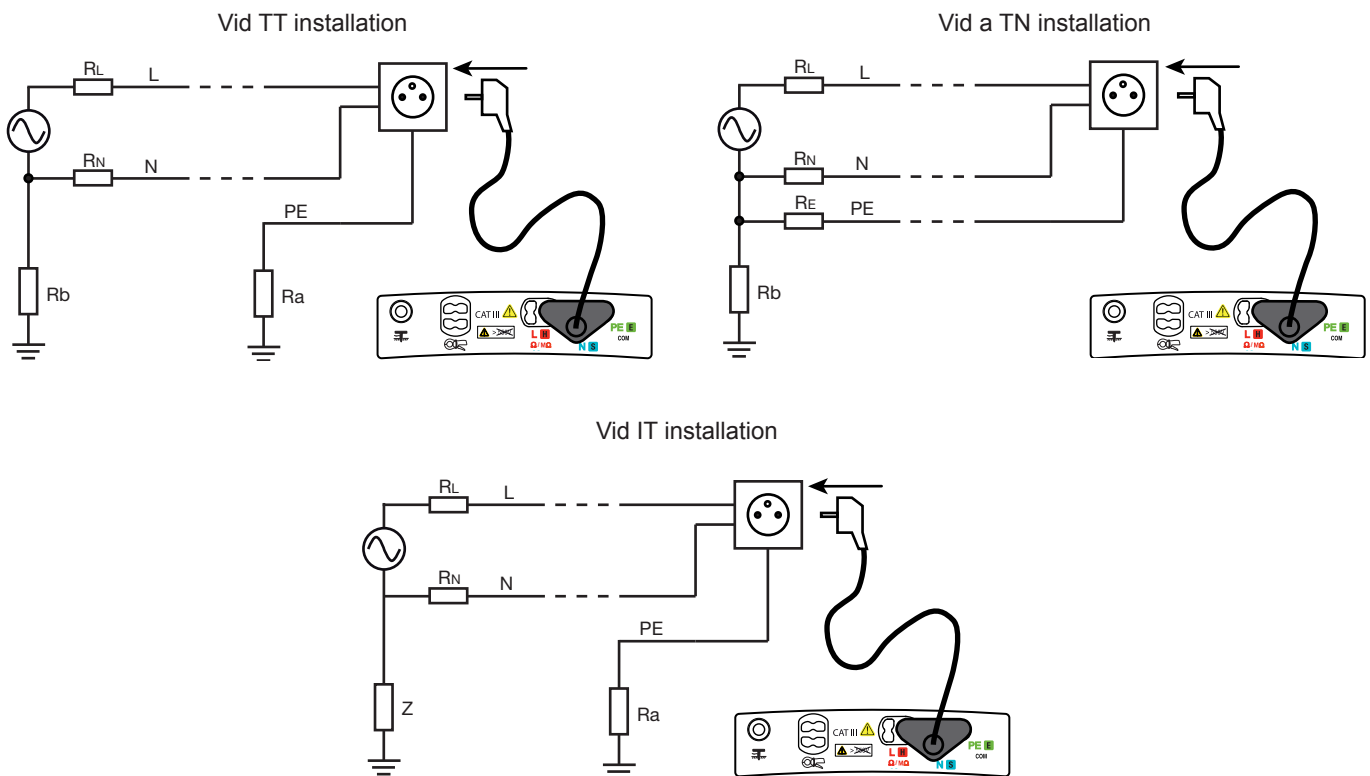 Vid TT installation
RL L
RN N
PE
Rb
Ra
CAT III
L H
Ω/MΩ
N S
PE E
COM
Vid a TN installation
RL L
RN N
RE PE
Rb
CAT III
L H
Ω/MΩ
N S
PE E
COM
Vid IT installation
RL L
RN N
PE
Z
Ra
CAT III
L H
Ω/MΩ
N S
PE E
COM